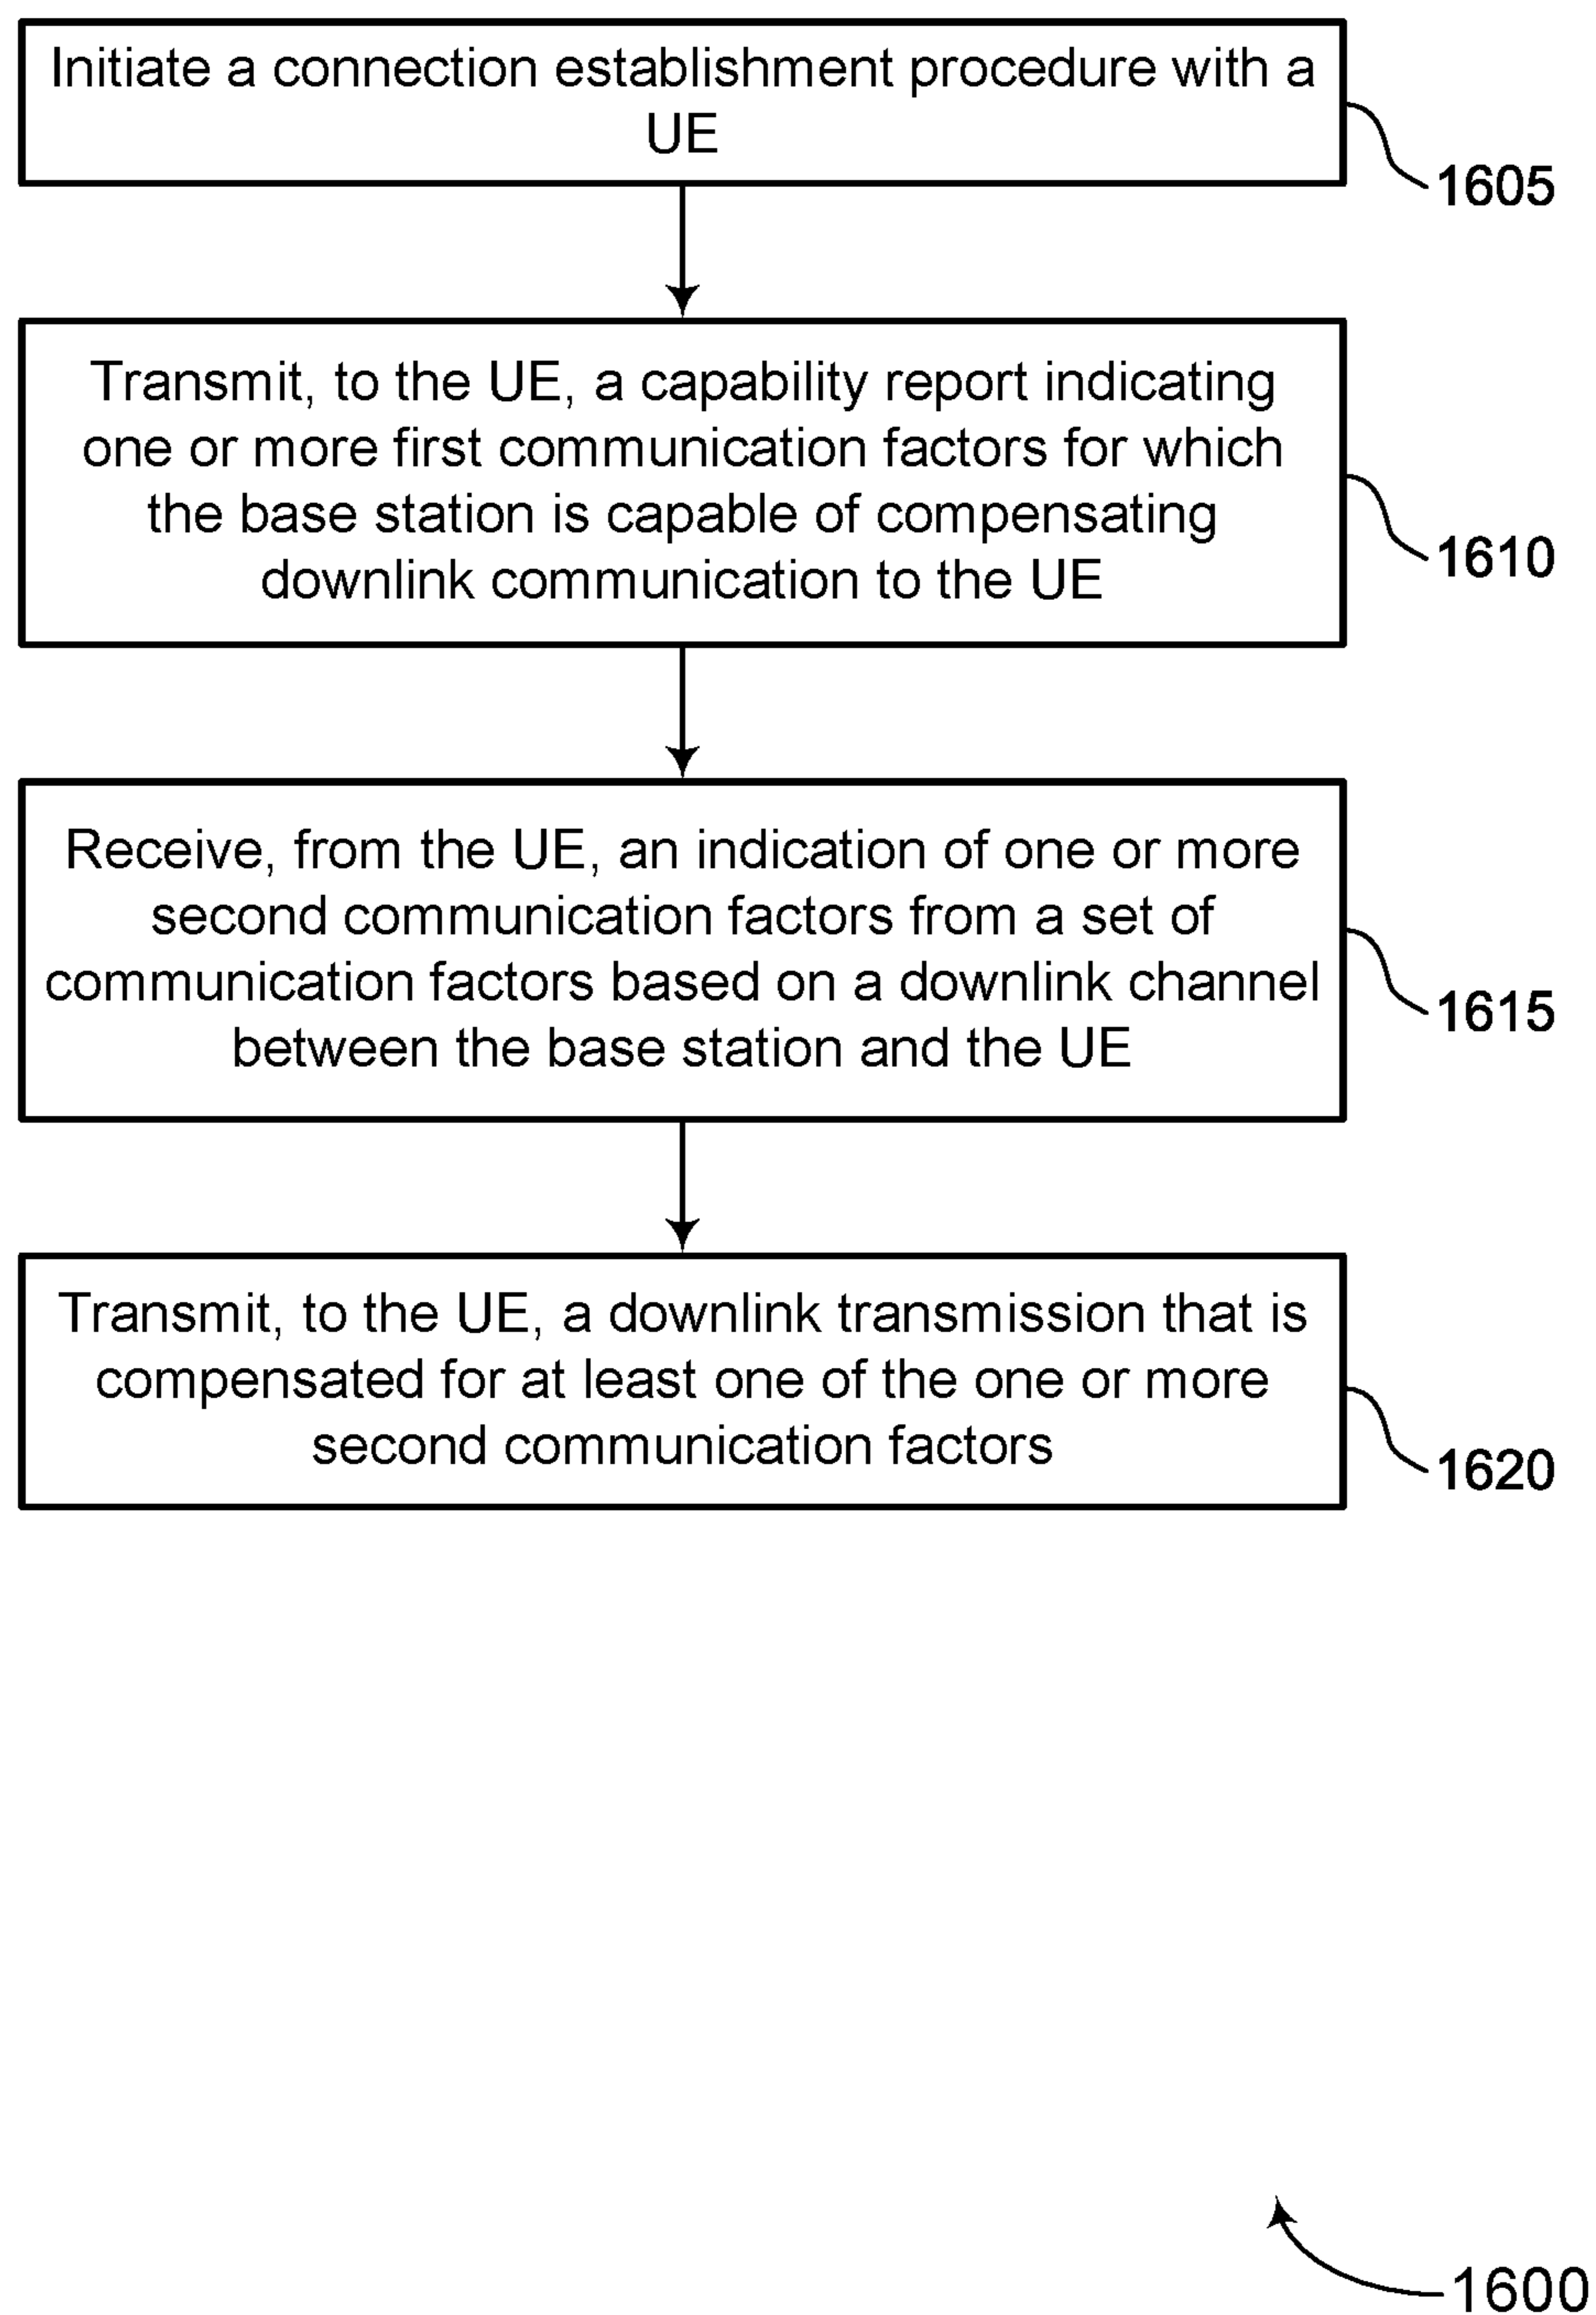 Initiate a connection establishment procedure with a
UE
1605
Transmit, to the UE, a capability report indicating
one or more first communication factors for which
the base station is capable of compensating
downlink communication to the UE
1610
Receive, from the UE, an indication of one or more
second communication factors from a set of
communication factors based on a downlink channel
between the base station and the UE
1615
Transmit, to the UE, a downlink transmission that is
compensated for at least one of the one or more
second communication factors
1620
1600